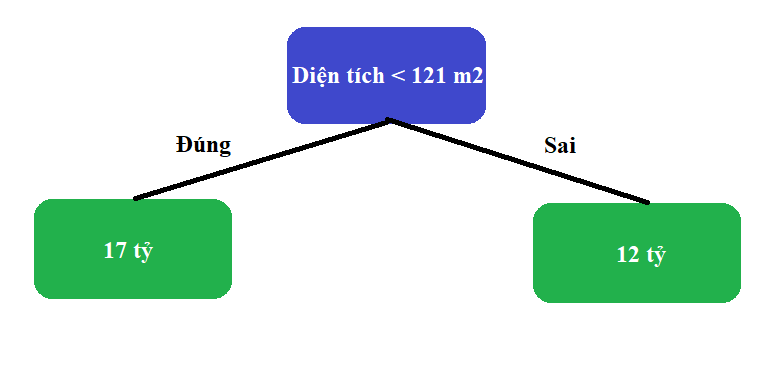 Diện tích < 121 m2
Đúng
Sai
17 tỷ
12 tỷ